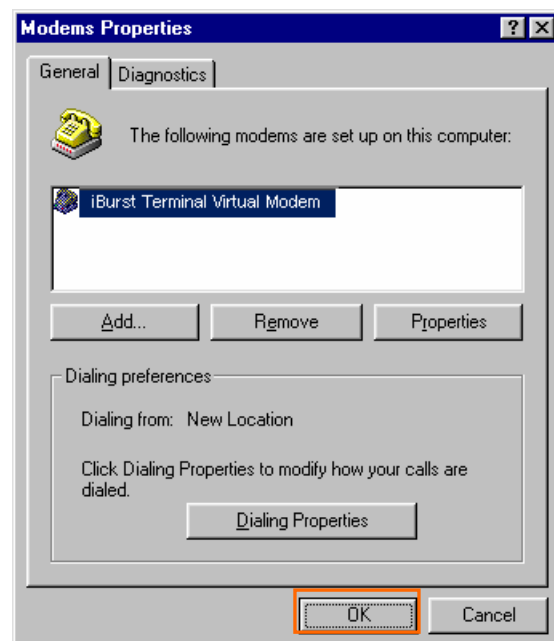 Modems Properties
General Diagnostics
The following modems are set up on this computer:
iBurst Terminal Virtual Modem
Add... Remove Properties
Dialing preferences
Dialing from: New Location
Click Dialing Properties to modify how your calls are
dialed.
Dialing Properties
OK Cancel